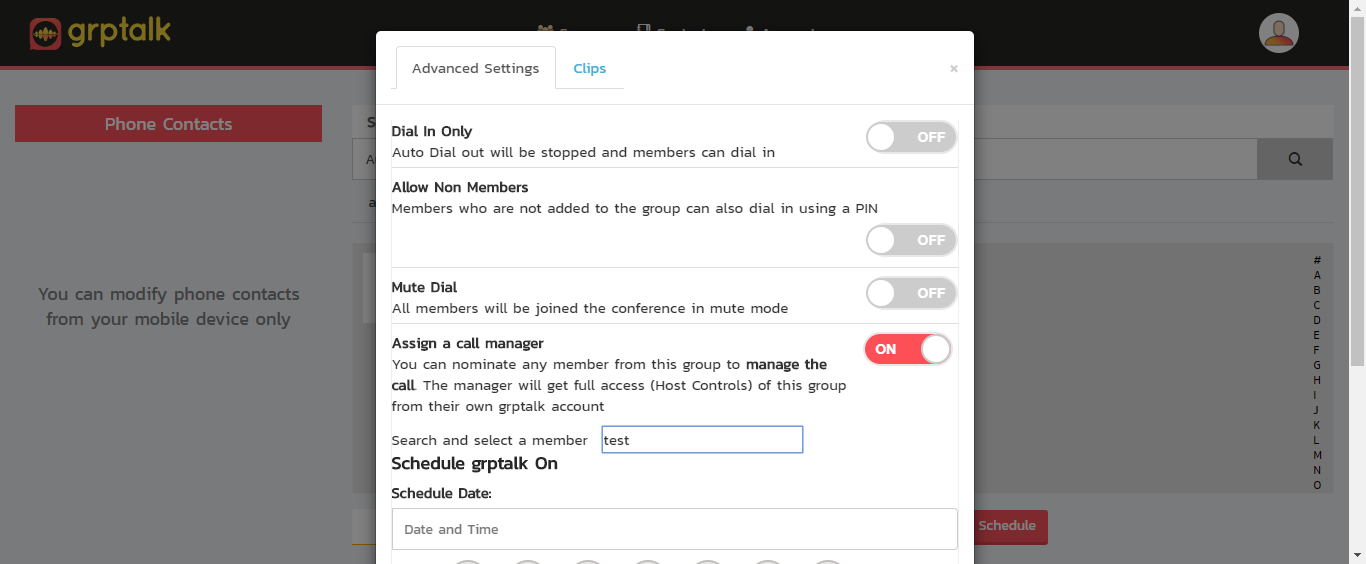 grptalk
Advanced Settings
Clips
×
Phone Contacts
Dial In Only
OFF
Auto Dial out will be stopped and members can dial in
Allow Non Members
Members who are not added to the group can also dial in using a PIN
OFF
You can modify phone contacts
from your mobile device only
Mute Dial
OFF
All members will be joined the conference in mute mode
Assign a call manager
ON
You can nominate any member from this group to manage the
call. The manager will get full access (Host Controls) of this group
from their own grptalk account
Search and select a member test
Schedule grptalk On
Schedule Date:
Date and Time
Schedule
#
A
B
C
D
E
F
G
H
I
J
K
L
M
N
O